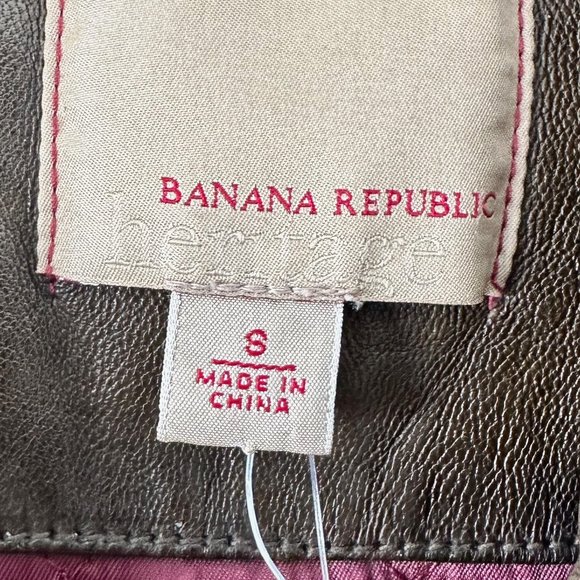 BANANA REPUBLIC
heritage
S
MADE IN
CHINA